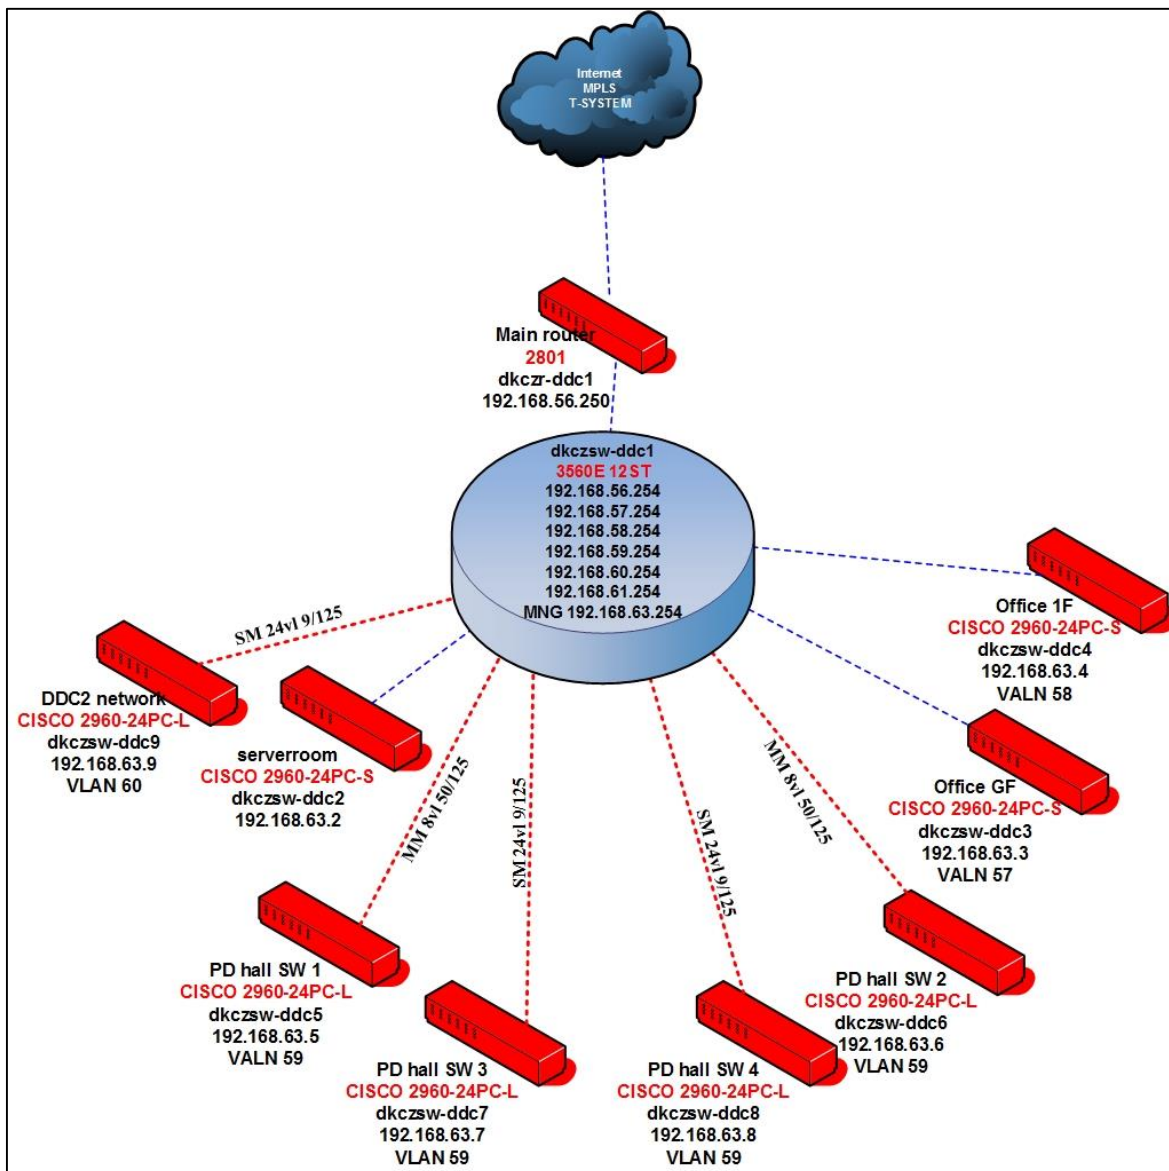 Internet
MPLS
T-SYSTEM
Main router
2801
dkczr-ddc1
192.168.56.250
dkczsw-ddc1
3560E 12ST
192.168.56.254
192.168.57.254
192.168.58.254
192.168.59.254
192.168.60.254
192.168.61.254
MNG 192.168.63.254
Office 1F
CISCO 2960-24PC-S
dkczsw-ddc4
192.168.63.4
VALN 58
SM 24vl 9/125
DDC2 network
CISCO 2960-24PC-L
dkczsw-ddc9
192.168.63.9
VLAN 60
serverroom
CISCO 2960-24PC-S
dkczsw-ddc2
192.168.63.2
Office GF
CISCO 2960-24PC-S
dkczsw-ddc3
192.168.63.3
VALN 57
MM 8vl 50/125
SM 24vl 9/125
SM 24vl 9/125
MM 8vl 50/125
PD hall SW 1
CISCO 2960-24PC-L
dkczsw-ddc5
192.168.63.5
VALN 59
PD hall SW 3
CISCO 2960-24PC-L
dkczsw-ddc7
192.168.63.7
VLAN 59
PD hall SW 4
CISCO 2960-24PC-L
dkczsw-ddc8
192.168.63.8
VLAN 59
PD hall SW 2
CISCO 2960-24PC-L
dkczsw-ddc6
192.168.63.6
VLAN 59